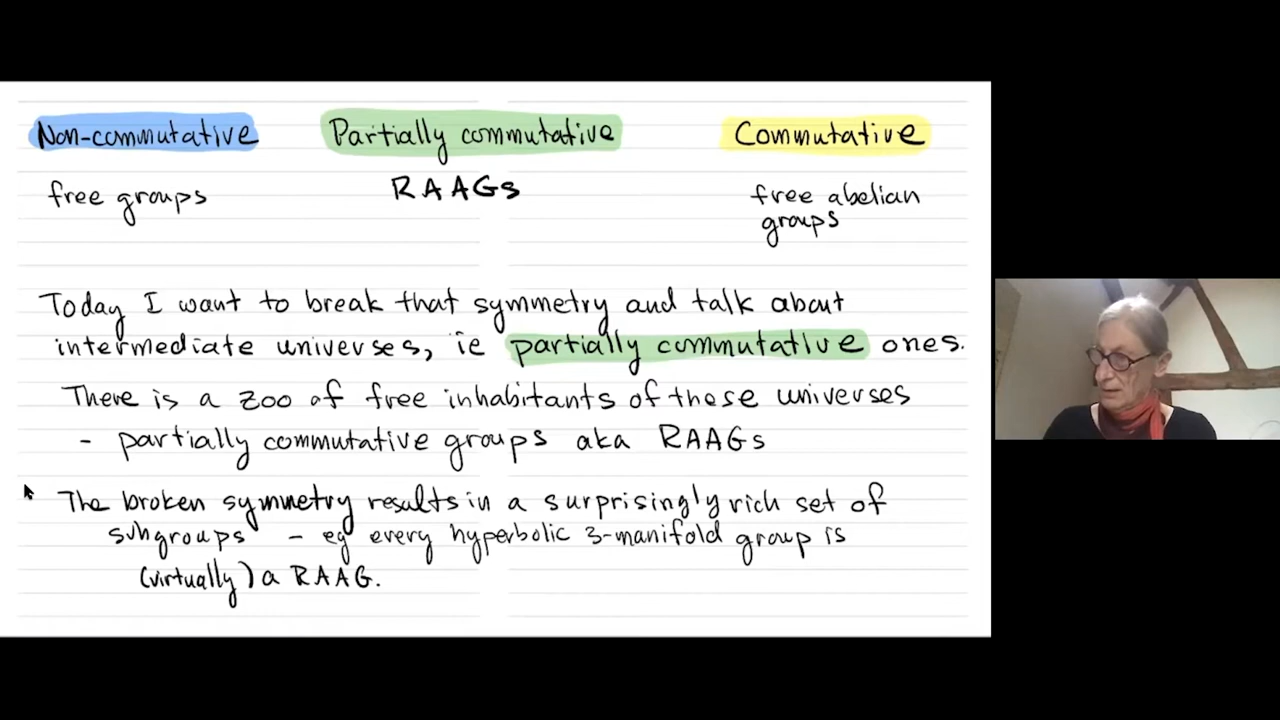 Non-commutative Partially commutative Commutative
free groups RAAGs free abelian
groups
Today I want to break that symmetry and talk about
intermediate universes, ie partially commutative ones.
There is a zoo of free inhabitants of these universes
- partially commutative groups aka RAAGs
The broken symmetry results in a surprisingly rich set of
subgroups - eg every hyperbolic 3-manifold group is
(virtually) a RAAG.